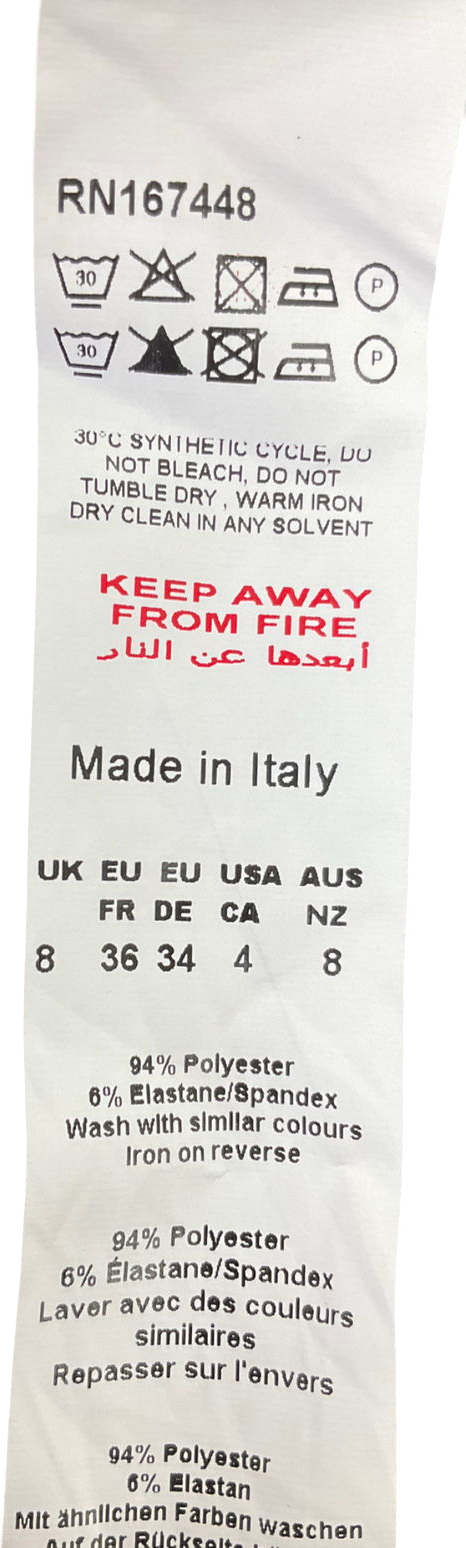 RN167448
30 P
30 P
30°C SYNTHETIC CYCLE, DO
NOT BLEACH, DO NOT
TUMBLE DRY , WARM IRON
DRY CLEAN IN ANY SOLVENT
KEEP AWAY
FROM FIRE
أبعدها عن النار
Made in Italy
UK EU EU USA AUS
FR DE CA NZ
8 36 34 4 8
94% Polyester
6% Elastane/Spandex
Wash with similar colours
Iron on reverse
94% Polyester
6% Élastane/Spandex
Laver avec des couleurs
similaires
Repasser sur l'envers
94% Polyester
6% Elastan
Mit ähnlichen Farben waschen
Auf der Rückseite